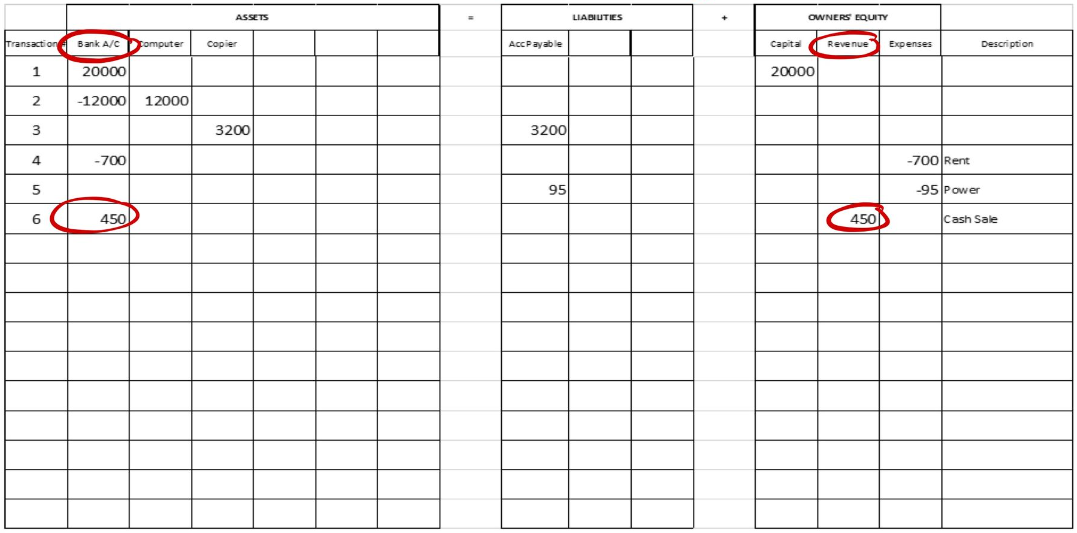 ASSETS = LIABILITIES + OWNERS' EQUITY
Transaction # Bank A/C Computer Copier Acc Payable Capital Revenue Expenses Description
1 20000 20000
2 -12000 12000
3 3200 3200
4 -700 -700 Rent
5 95 -95 Power
6 450 450 Cash Sale